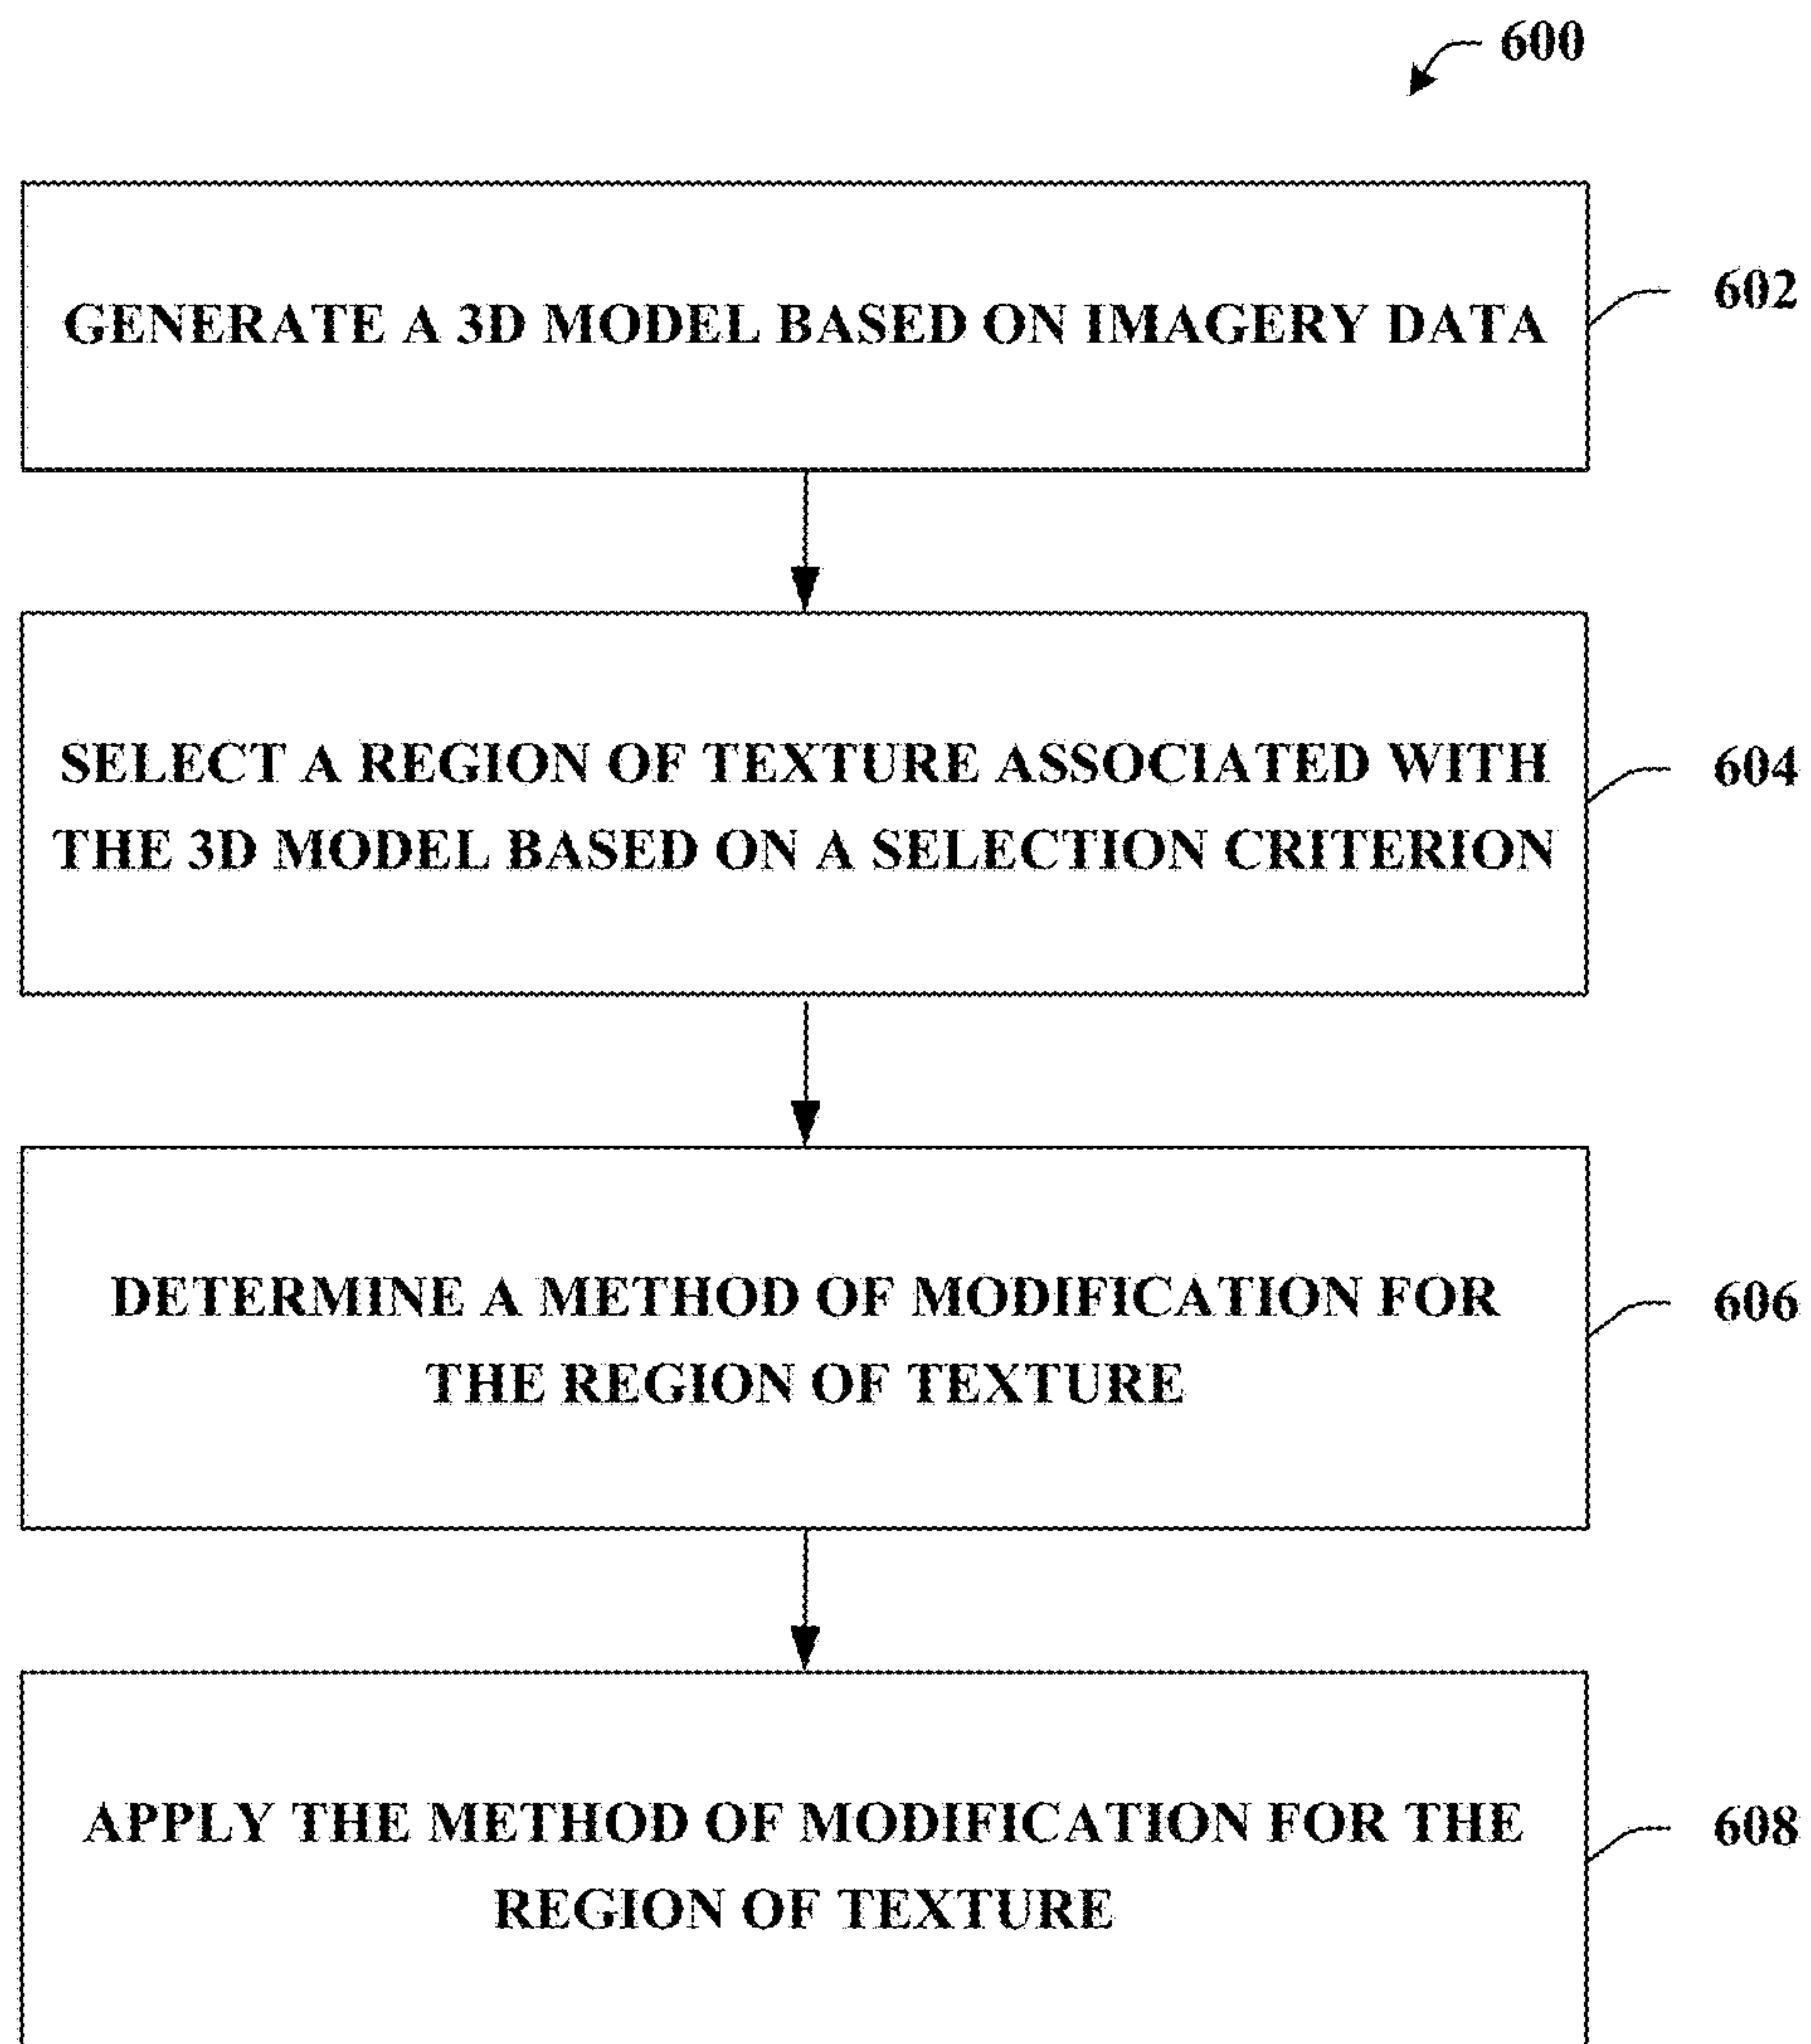 600
GENERATE A 3D MODEL BASED ON IMAGERY DATA
602
SELECT A REGION OF TEXTURE ASSOCIATED WITH
THE 3D MODEL BASED ON A SELECTION CRITERION
604
DETERMINE A METHOD OF MODIFICATION FOR
THE REGION OF TEXTURE
606
APPLY THE METHOD OF MODIFICATION FOR THE
REGION OF TEXTURE
608